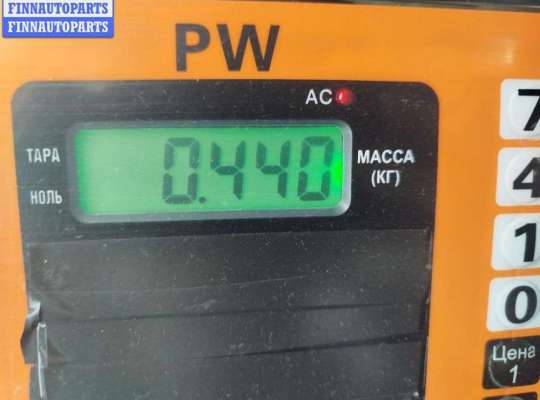 FINNAUTOPARTS
FINNAUTOPARTS
PW
AC
7
ТАРА
0.440
МАССА
(КГ)
4
НОЛЬ
1
0
Цена
1